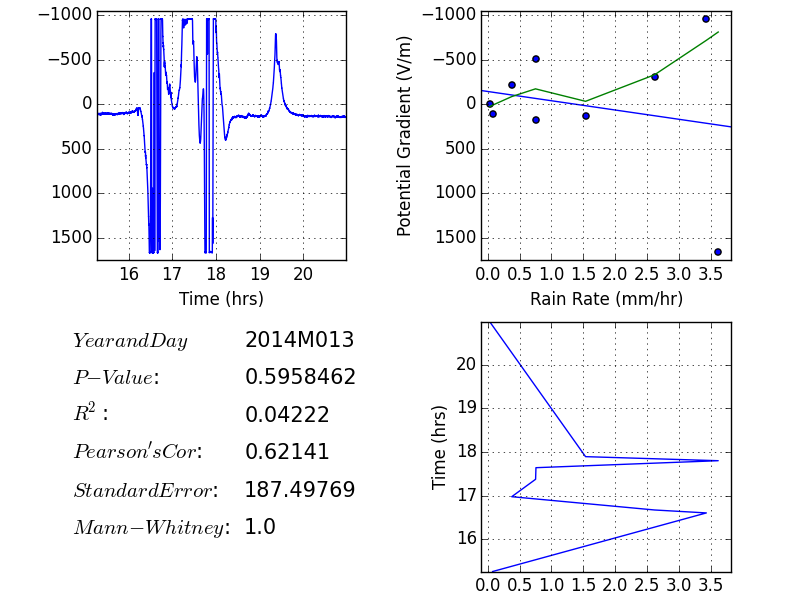 −1000
−500
0
500
1000
1500
16 17 18 19 20
Time (hrs)
−1000
−500
0
500
1000
1500
Potential Gradient (V/m)
0.0 0.5 1.0 1.5 2.0 2.5 3.0 3.5
Rain Rate (mm/hr)
YearandDay 2014M013
P−Value: 0.5958462
R² : 0.04222
Pearson'sCor: 0.62141
StandardError: 187.49769
Mann−Whitney: 1.0
20
19
18
17
16
Time (hrs)
0.0 0.5 1.0 1.5 2.0 2.5 3.0 3.5